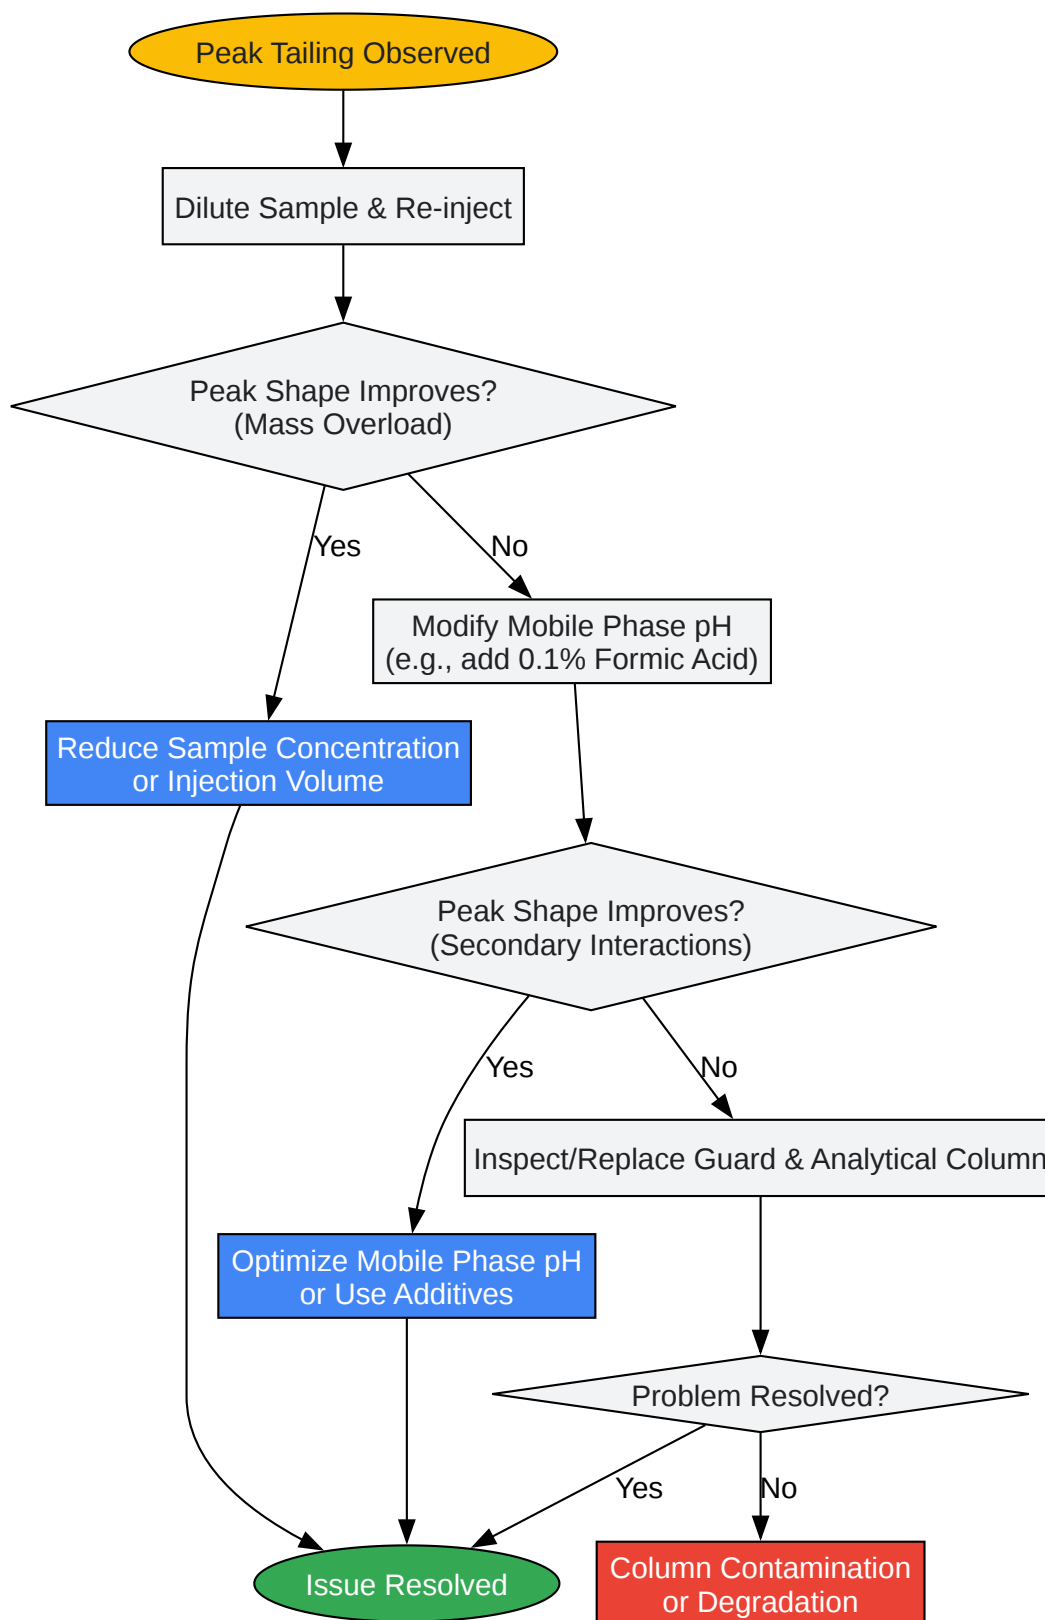 Peak Tailing Observed
Dilute Sample & Re-inject
Peak Shape Improves?
(Mass Overload)
Yes
No
Modify Mobile Phase pH
(e.g., add 0.1% Formic Acid)
Reduce Sample Concentration
or Injection Volume
Peak Shape Improves?
(Secondary Interactions)
Yes
No
Inspect/Replace Guard & Analytical Column
Optimize Mobile Phase pH
or Use Additives
Problem Resolved?
Yes
No
Issue Resolved
Column Contamination
or Degradation